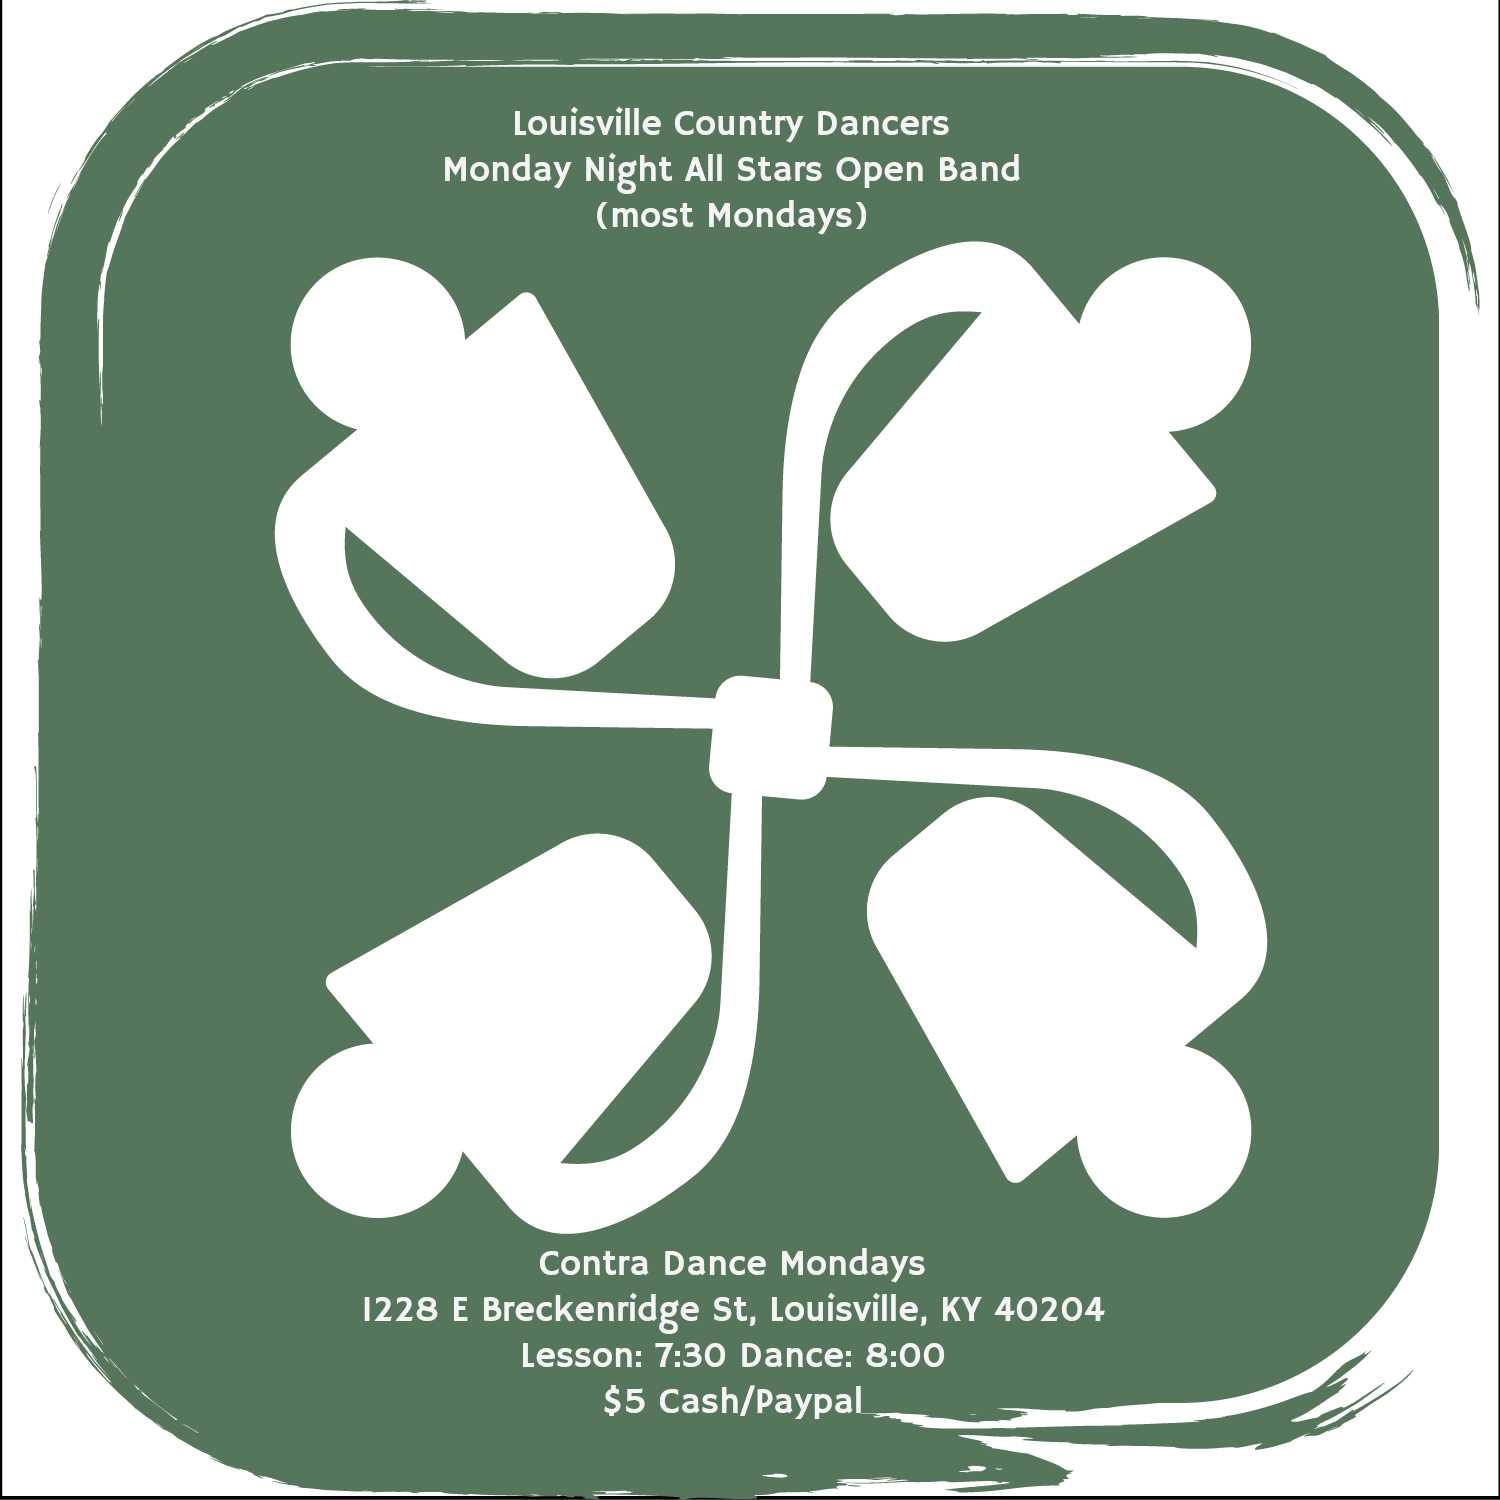 Louisville Country Dancers
Monday Night All Stars Open Band
(most Mondays)
Contra Dance Mondays
1228 E Breckenridge St, Louisville, KY 40204
Lesson: 7:30 Dance: 8:00
$5 Cash/Paypal